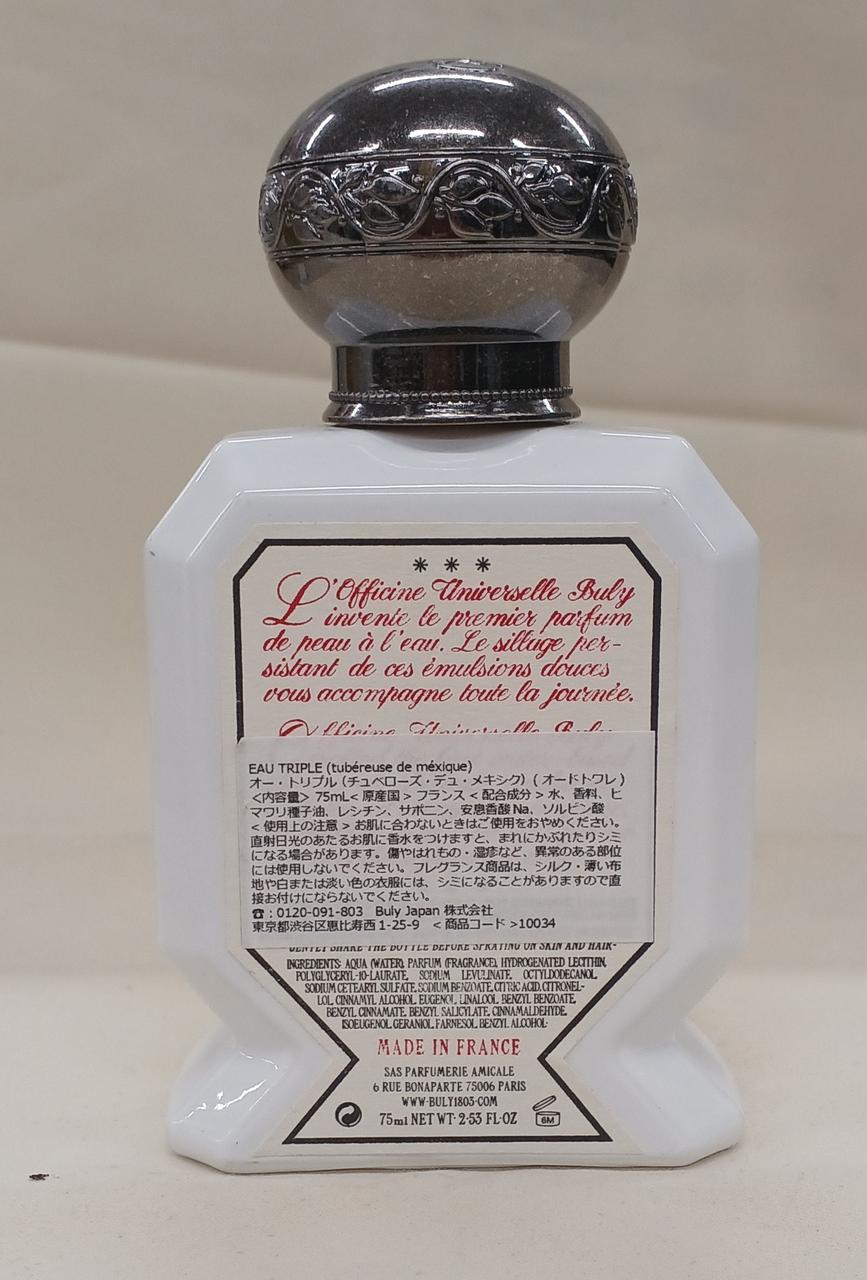 * * *
L'Officine Universelle Buly
invente le premier parfum
de peau à l'eau. Le sillage per-
sistant de ces émulsions douces
vous accompagne toute la journée.
L'Officine Universelle Buly
EAU TRIPLE (tubéreuse de méxique)
オー・トリプル（チュベローズ・デュ・メキシク）( オードトワレ )
＜内容量＞ 75mL＜ 原産国 ＞ フランス ＜ 配合成分 ＞ 水、香料、ヒ
マワリ種子油、レシチン、サポニン、安息香酸 Na、ソルビン酸
＜ 使用上の注意 ＞ お肌に合わないときはご使用をおやめください。
直射日光のあたるお肌に香水をつけますと、まれにかぶれたりシミ
になる場合があります。傷やはれもの・湿疹など、異常のある部位
には使用しないでください。フレグランス商品は、シルク・薄い布
地や白または淡い色の衣服には、シミになることがありますので直
接お付けにならないでください。
☎ : 0120-091-803 Buly Japan 株式会社
東京都渋谷区恵比寿西 1-25-9 ＜ 商品コード ＞10034
GENTLY SHAKE THE BOTTLE BEFORE SPRAYING ON SKIN AND HAIR·
INGREDIENTS: AQUA (WATER), PARFUM (FRAGRANCE), HYDROGENATED LECITHIN,
POLYGLYCERYL-10-LAURATE, SODIUM LEVULINATE, OCTYLDODECANOL,
SODIUM CETEARYL SULFATE, SODIUM BENZOATE, CITRIC ACID, CITRONEL-
LOL, CINNAMYL ALCOHOL, EUGENOL, LINALOOL, BENZYL BENZOATE,
BENZYL CINNAMATE, BENZYL SALICYLATE, CINNAMALDEHYDE,
ISOEUGENOL, GERANIOL, FARNESOL, BENZYL ALCOHOL·
MADE IN FRANCE
SAS PARFUMERIE AMICALE
6 RUE BONAPARTE 75006 PARIS
WWW·BULY1803·COM
75ml NET WT· 2·53 FL·OZ
6M